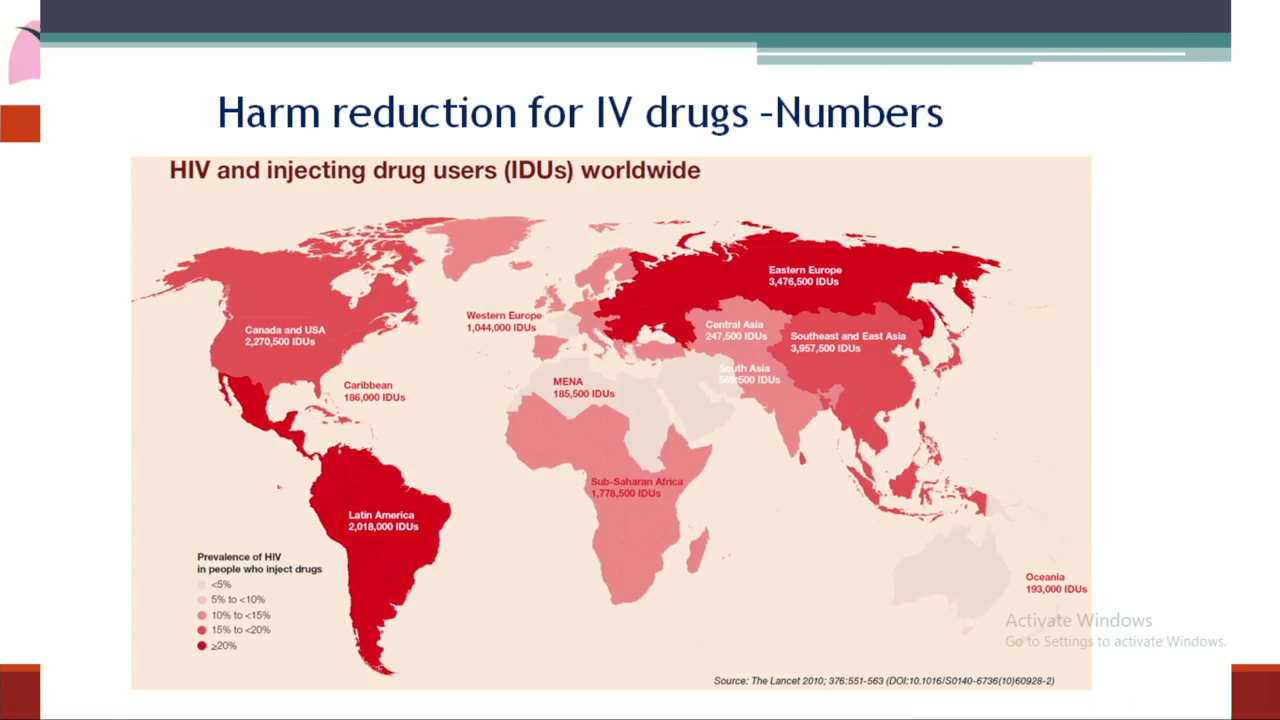 Harm reduction for IV drugs -Numbers
HIV and injecting drug users (IDUs) worldwide
Eastern Europe
3,476,500 IDUs
Western Europe
1,044,000 IDUs
Canada and USA
2,270,500 IDUs
Central Asia
247,500 IDUs
Southeast and East Asia
3,957,500 IDUs
South Asia
IDUs
Caribbean
186,000 IDUs
MENA
185,500 IDUs
Sub-Saharan Africa
1,778,500 IDUs
Latin America
2,018,000 IDUs
Prevalence of HIV
in people who inject drugs
<5%
5% to <10%
10% to <15%
15% to <20%
≥20%
Oceania
193,000 IDUs
Activate Windows
Go to Settings to activate Windows.
Source: The Lancet 2010; 376:551-563 (DOI:10.1016/S0140-6736(10)60928-2)